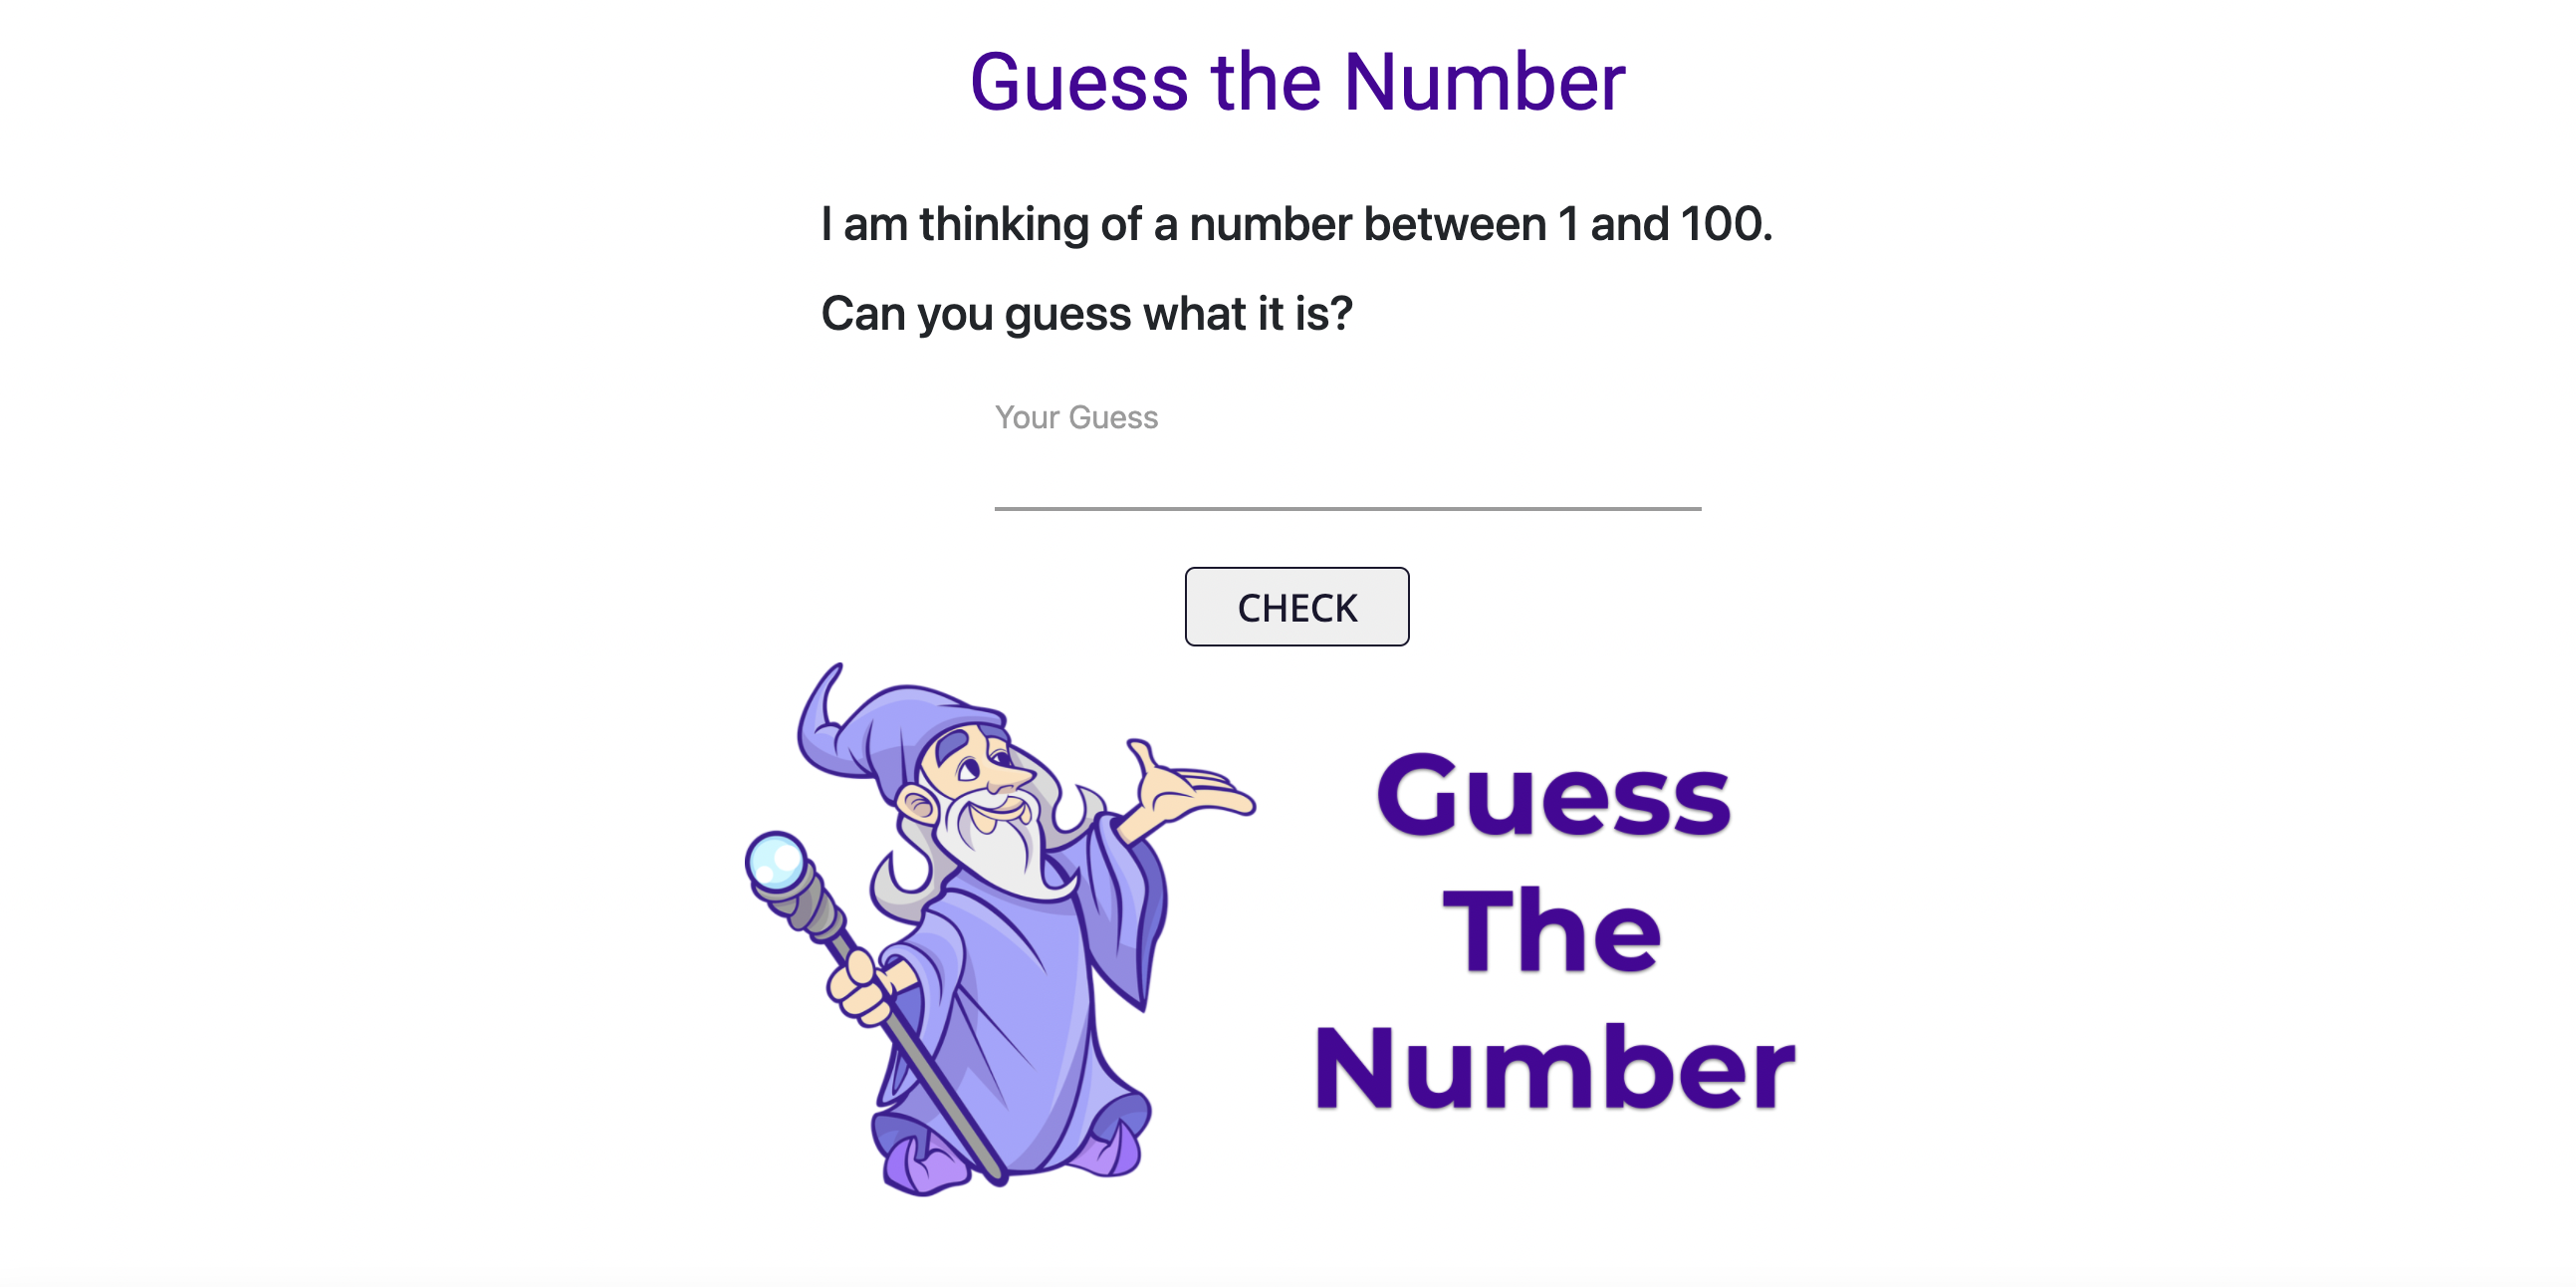 Guess the Number
I am thinking of a number between 1 and 100.
Can you guess what it is?
Your Guess
CHECK
Guess
The
Number